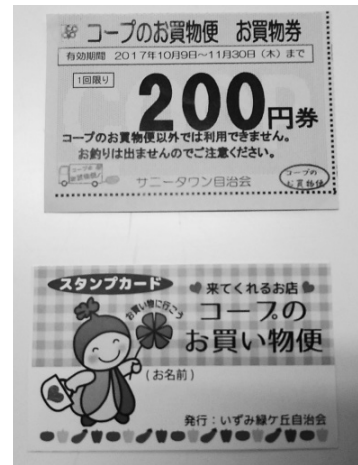 コープのお買物便 お買物券
有効期間 2017年10月9日~11月30日(木)まで
1回限り
200円券
コープのお買物便以外では利用できません。
お釣りは出ませんのでご注意ください。
サニータウン自治会
コープの
お買物便
スタンプカード
来てくれるお店
お買い物に行こう
コープの
お買い物便
(お名前)
発行:いずみ緑ケ丘自治会